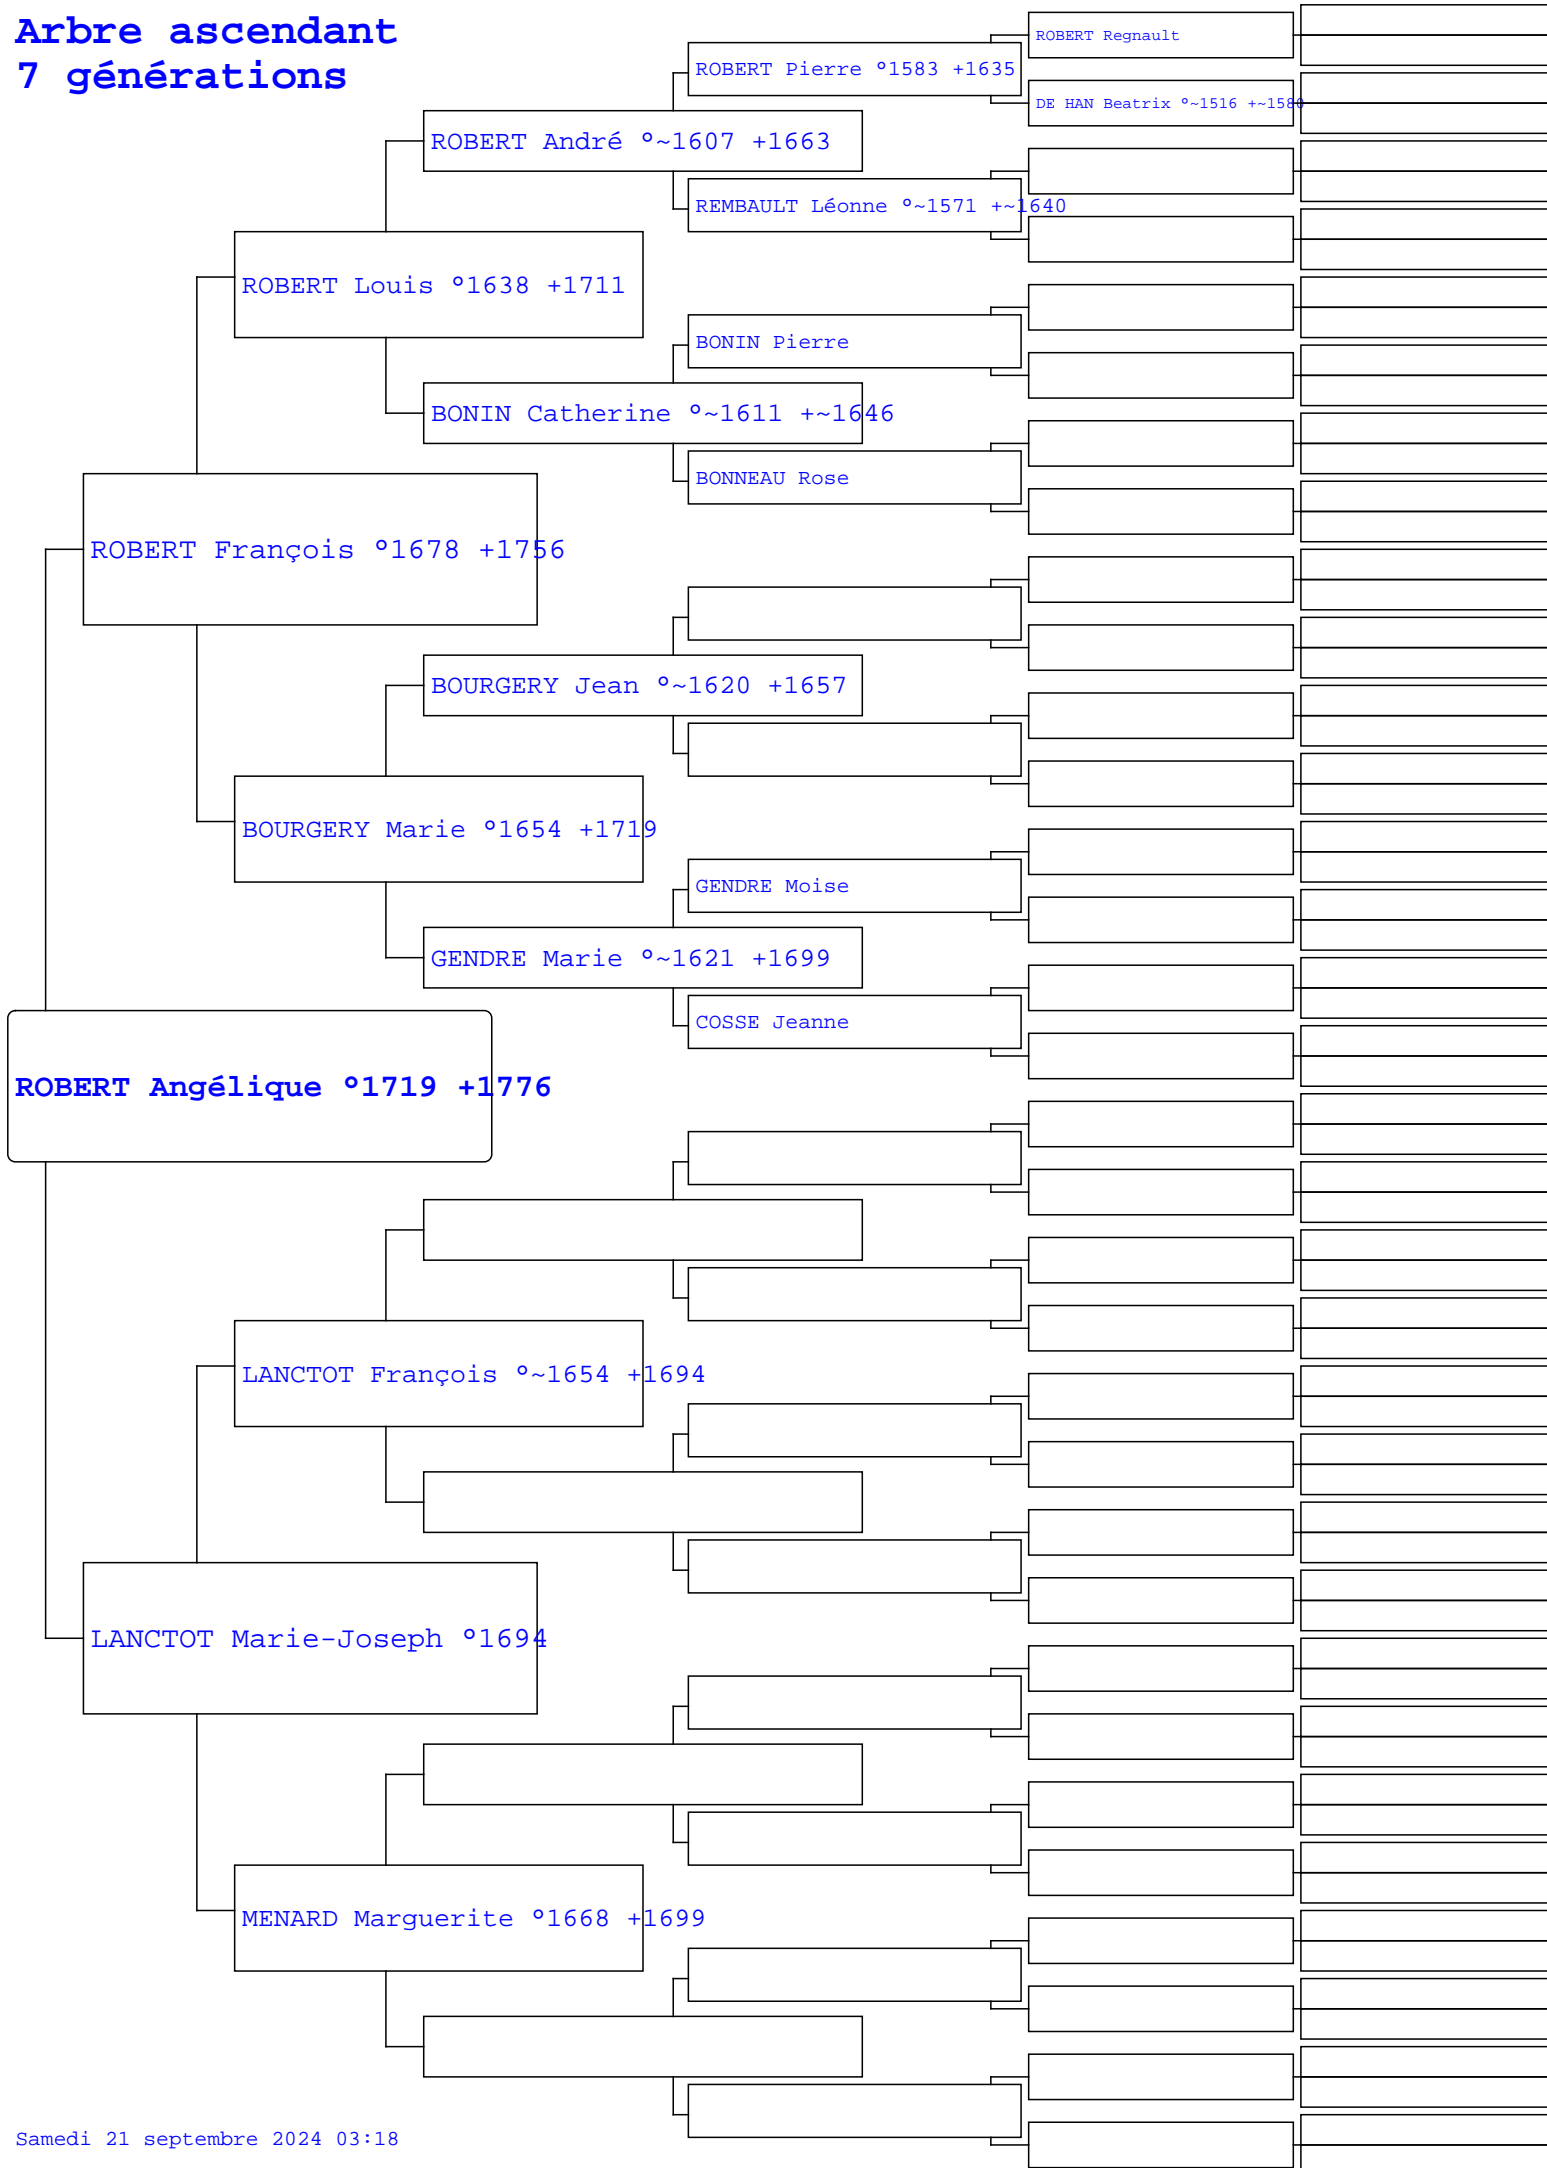 Arbre ascendant
7 générations
ROBERT Regnault
ROBERT Pierre °1583 +1635
DE HAN Beatrix °~1516 +~1580
ROBERT André °~1607 +1663
REMBAULT Léonne °~1571 +~1640
ROBERT Louis °1638 +1711
BONIN Pierre
BONIN Catherine °~1611 +~1646
BONNEAU Rose
ROBERT François °1678 +1756
BOURGERY Jean °~1620 +1657
BOURGERY Marie °1654 +1719
GENDRE Moise
GENDRE Marie °~1621 +1699
COSSE Jeanne
ROBERT Angélique °1719 +1776
LANCTOT François °~1654 +1694
LANCTOT Marie-Joseph °1694
MENARD Marguerite °1668 +1699
Samedi 21 septembre 2024 03:18